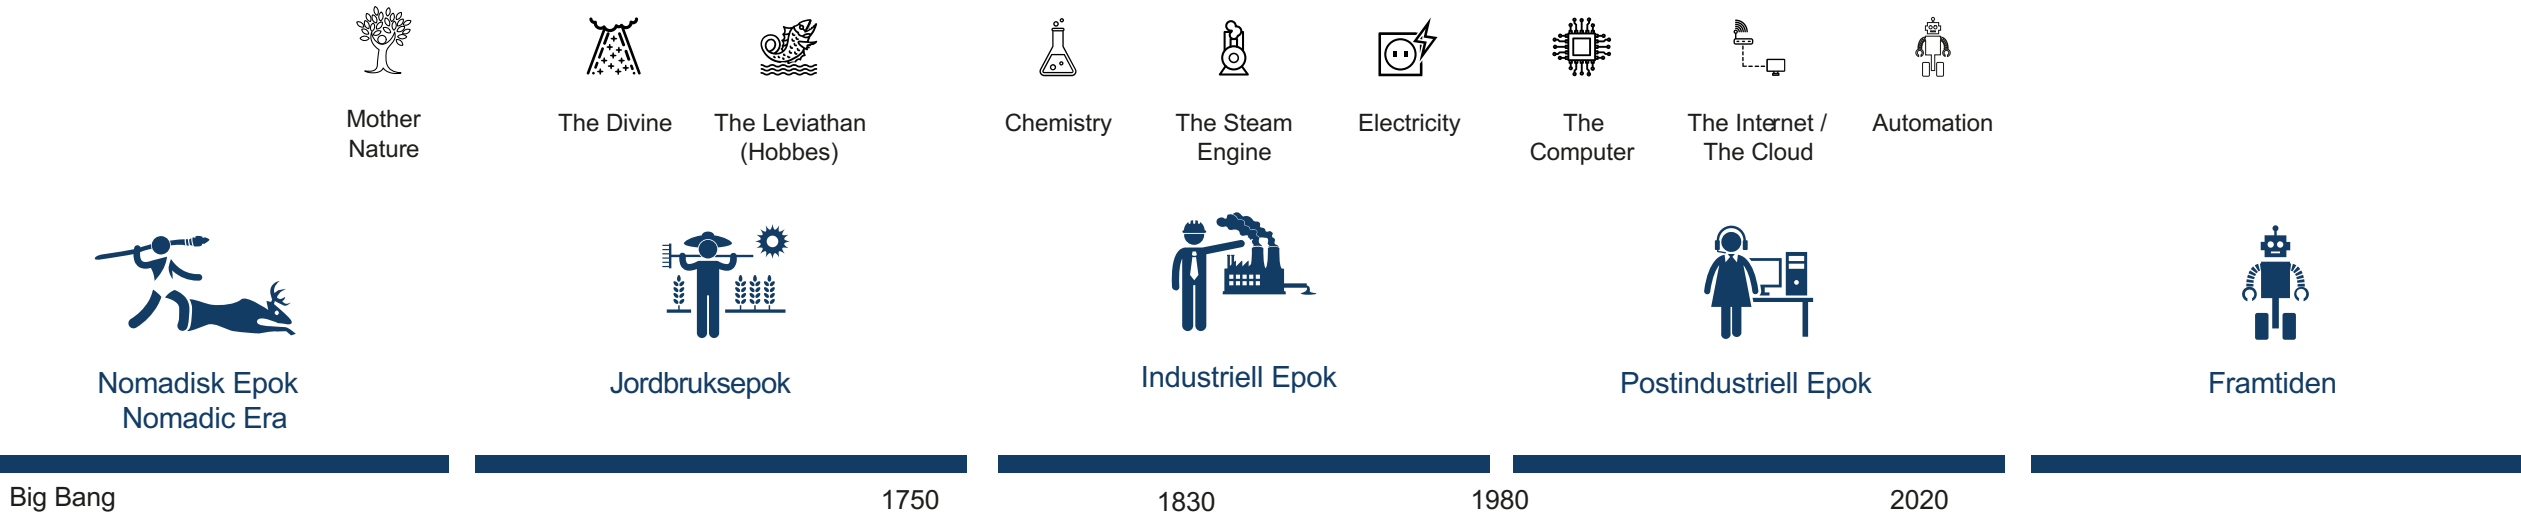 Mother
Nature
The Divine
The Leviathan
(Hobbes)
Chemistry
The Steam
Engine
Electricity
The
Computer
The Internet /
The Cloud
Automation
Nomadisk Epok
Nomadic Era
Jordbruksepok
Industriell Epok
Postindustriell Epok
Framtiden
Big Bang
1750
1830
1980
2020